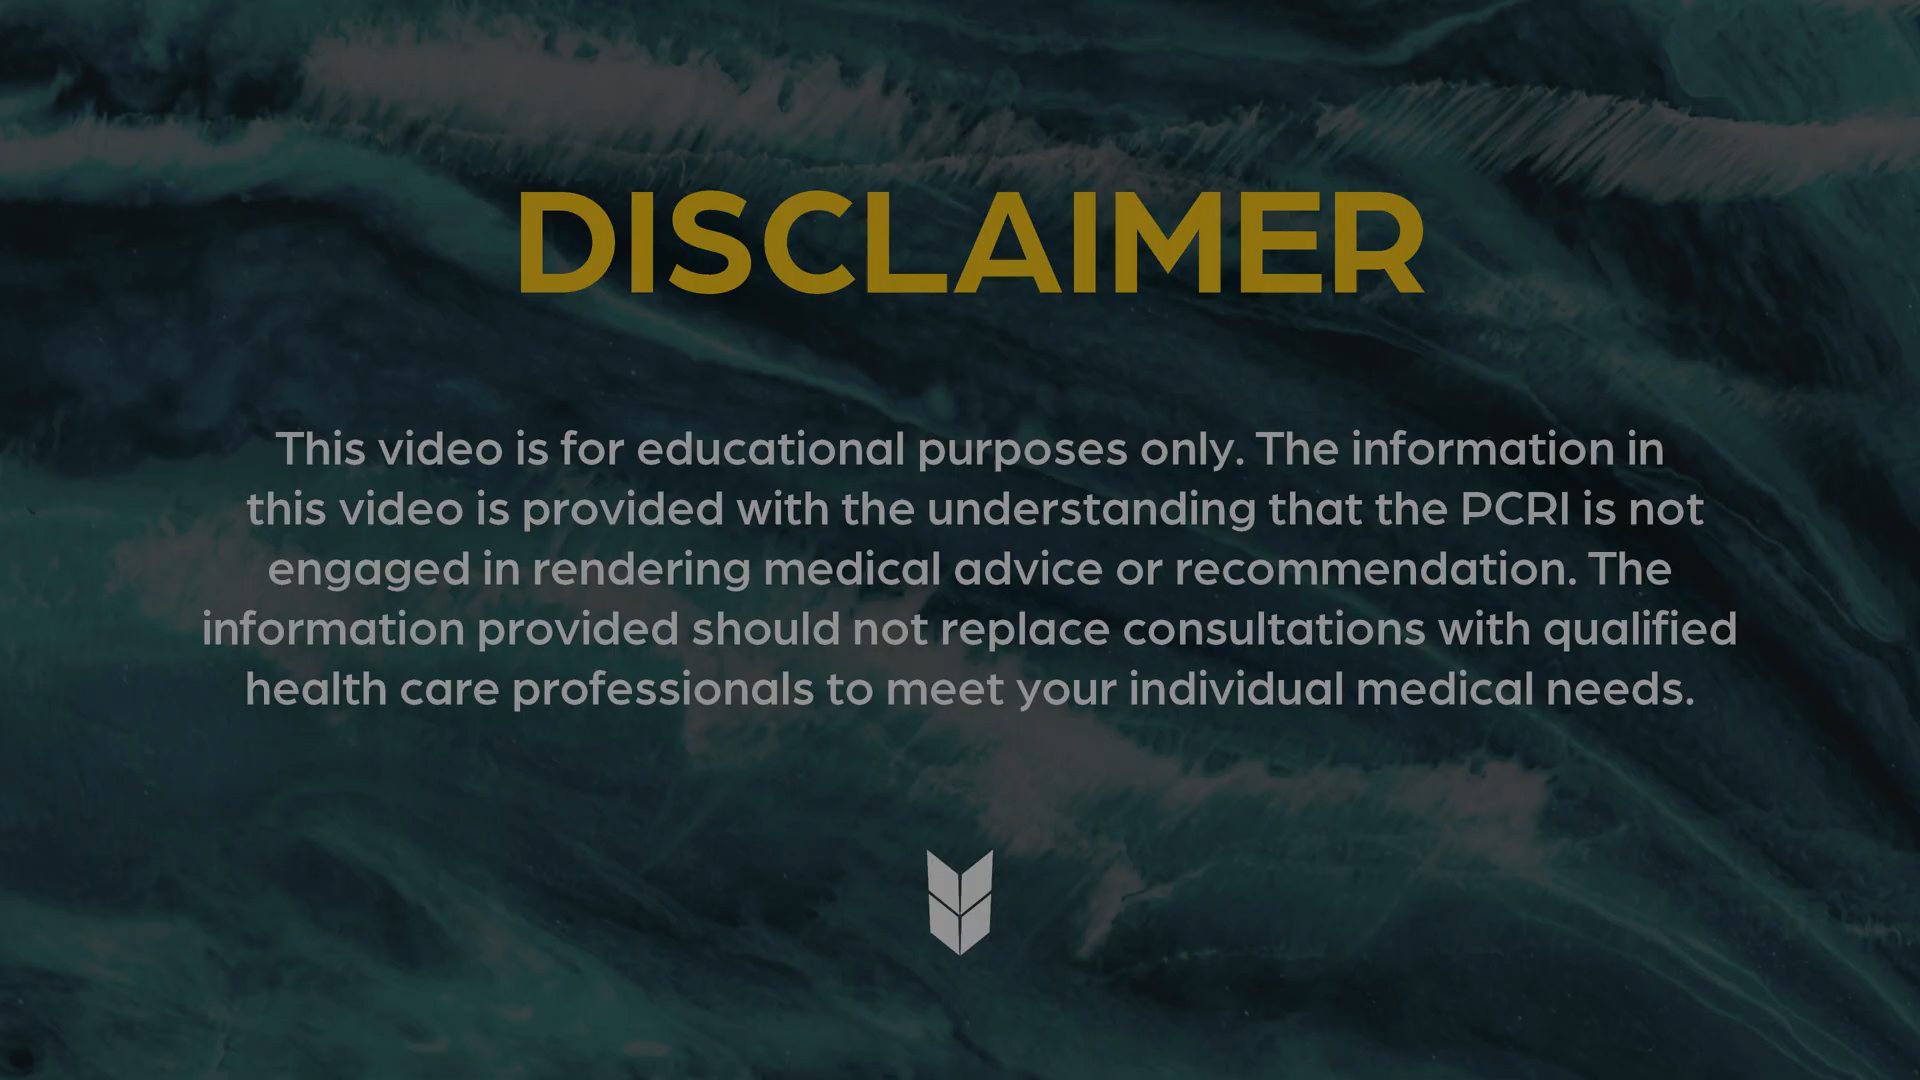 DISCLAIMER
This video is for educational purposes only. The information in
this video is provided with the understanding that the PCRI is not
engaged in rendering medical advice or recommendation. The
information provided should not replace consultations with qualified
health care professionals to meet your individual medical needs.